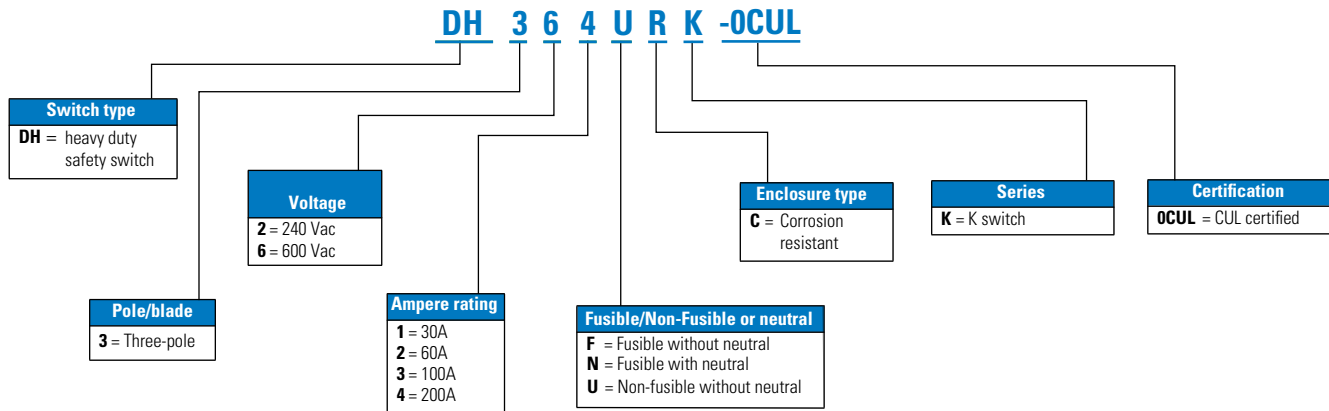 DH 3 6 4 U R K -0CUL
Switch type
DH = heavy duty
safety switch
Voltage
2 = 240 Vac
6 = 600 Vac
Enclosure type
C = Corrosion
resistant
Series
K = K switch
Certification
0CUL = CUL certified
Pole/blade
3 = Three-pole
Ampere rating
1 = 30A
2 = 60A
3 = 100A
4 = 200A
Fusible/Non-Fusible or neutral
F = Fusible without neutral
N = Fusible with neutral
U = Non-fusible without neutral